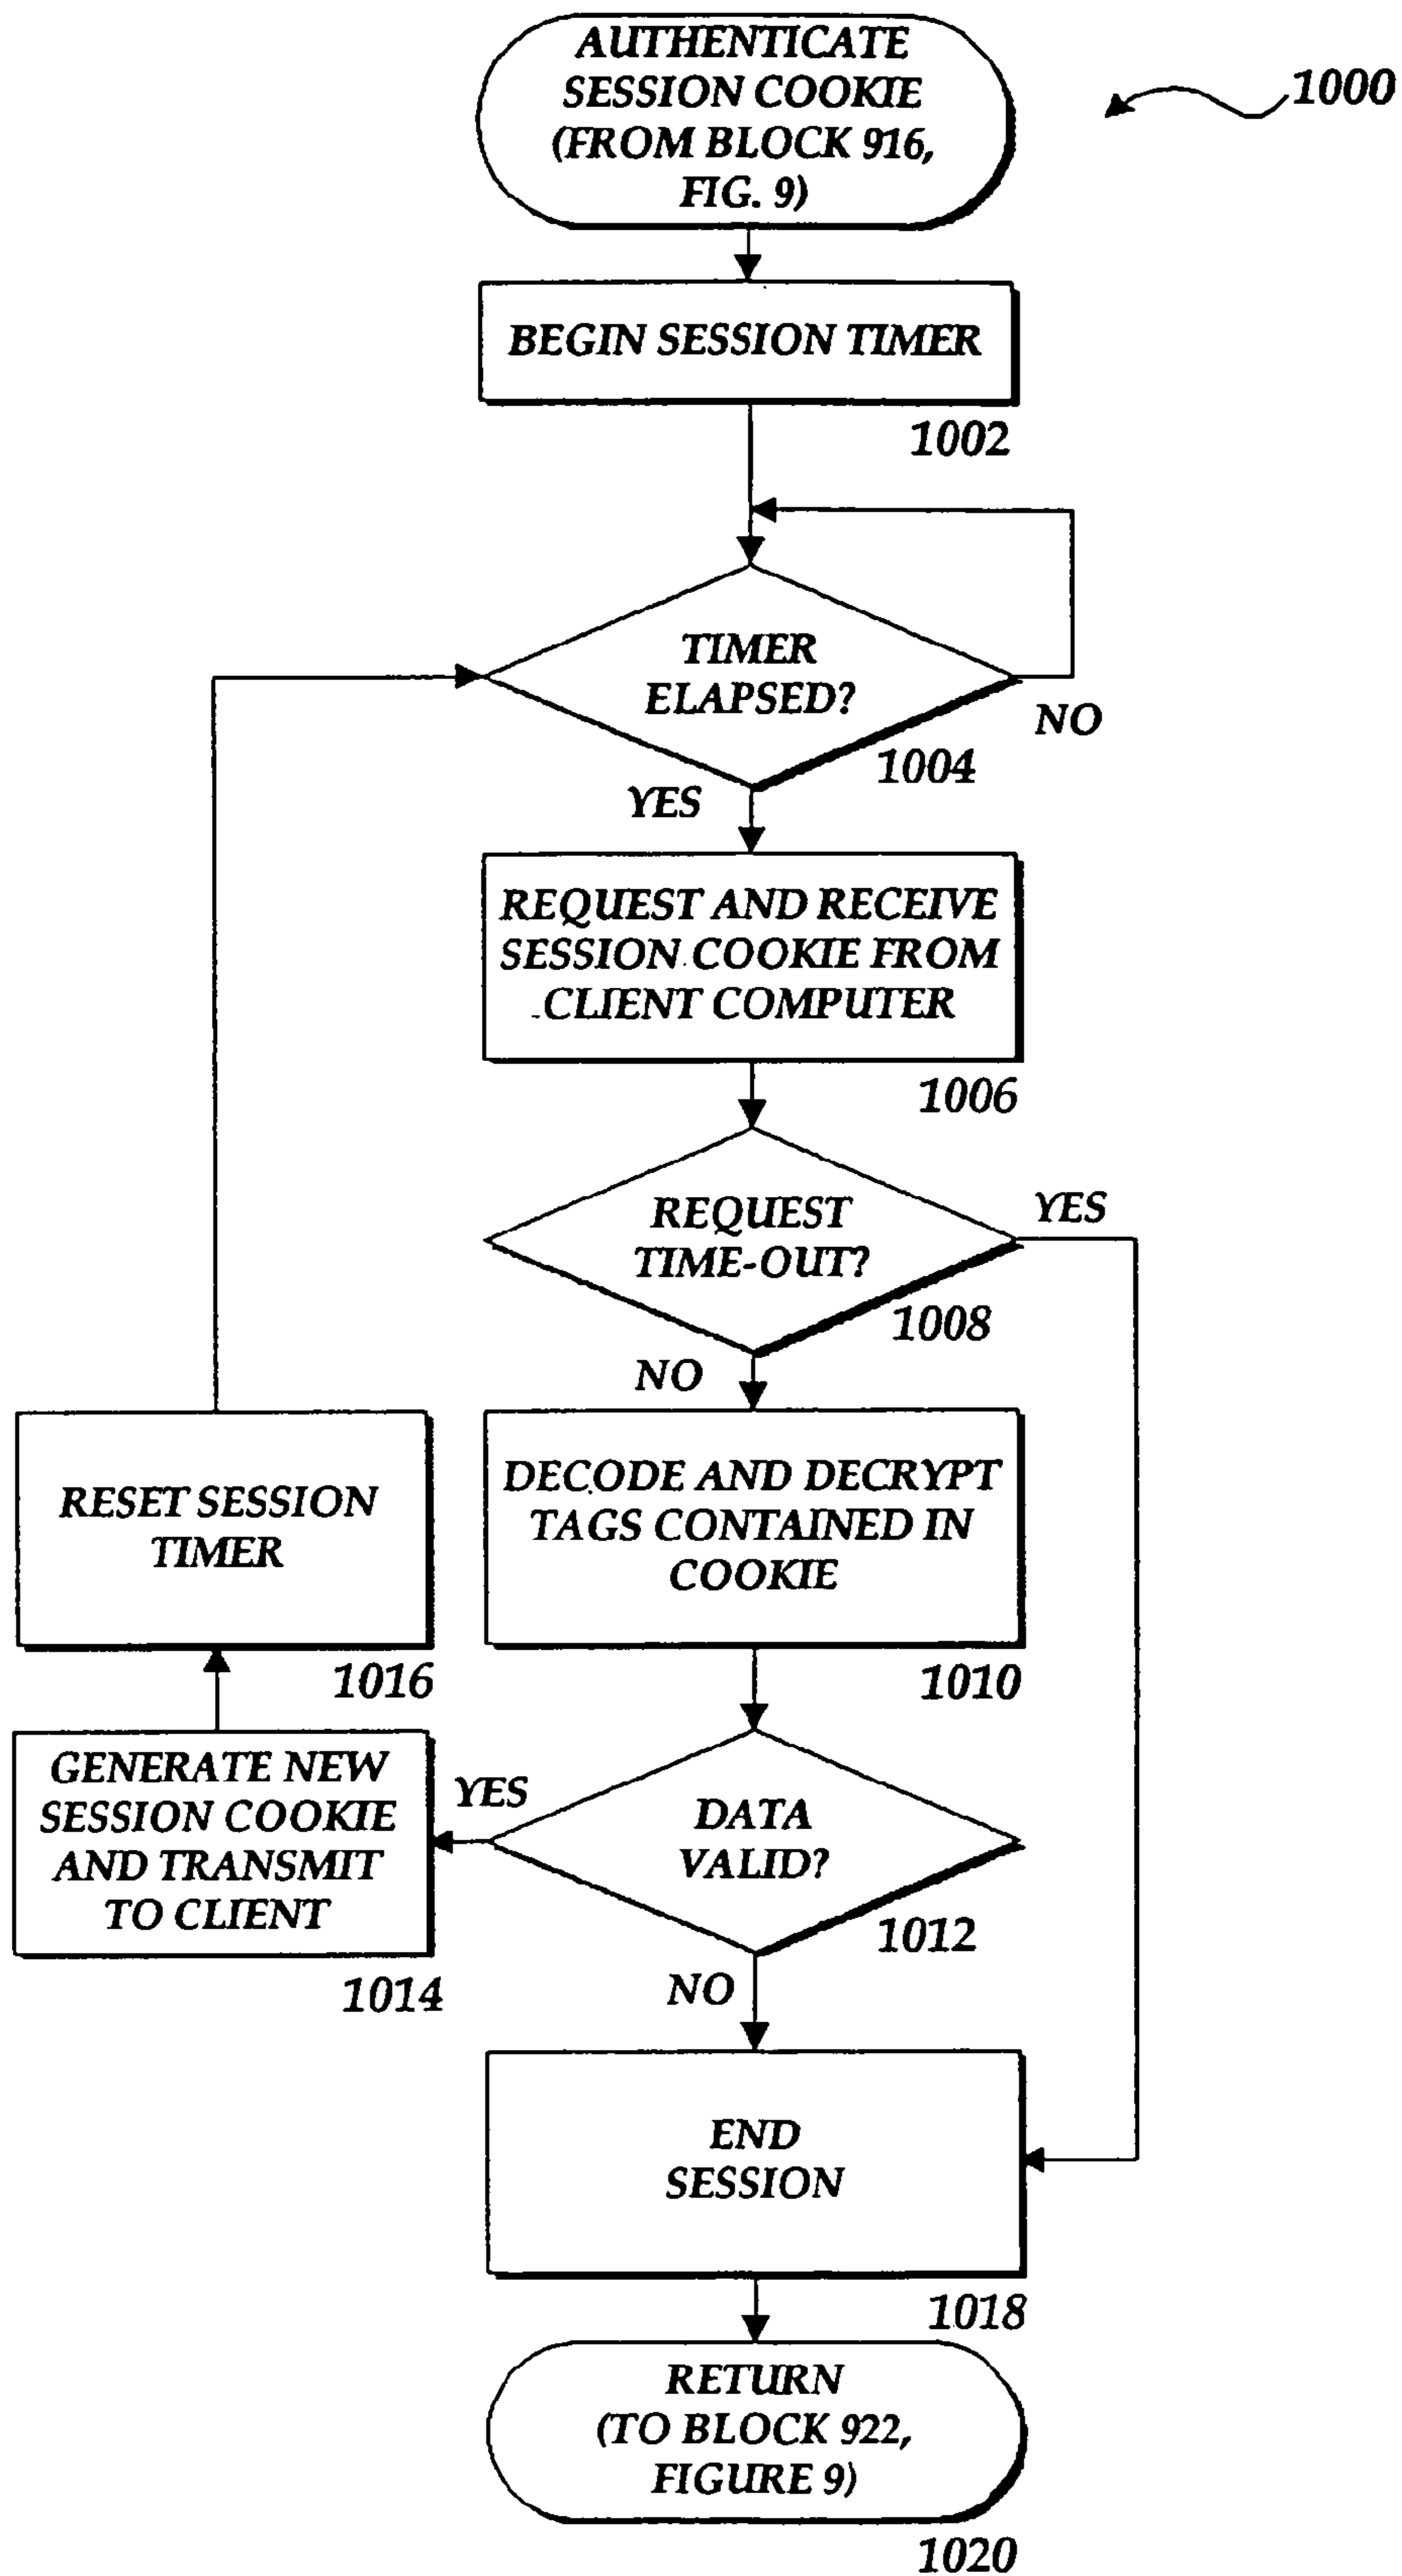 AUTHENTICATE
SESSION COOKIE
(FROM BLOCK 916,
FIG. 9)
1000
BEGIN SESSION TIMER
1002
TIMER
ELAPSED?
NO
1004
YES
REQUEST AND RECEIVE
SESSION COOKIE FROM
CLIENT COMPUTER
1006
REQUEST
TIME-OUT?
YES
1008
NO
DECODE AND DECRYPT
TAGS CONTAINED IN
COOKIE
1010
RESET SESSION
TIMER
1016
GENERATE NEW
SESSION COOKIE
AND TRANSMIT
TO CLIENT
1014
YES
DATA
VALID?
1012
NO
END
SESSION
1018
RETURN
(TO BLOCK 922,
FIGURE 9)
1020